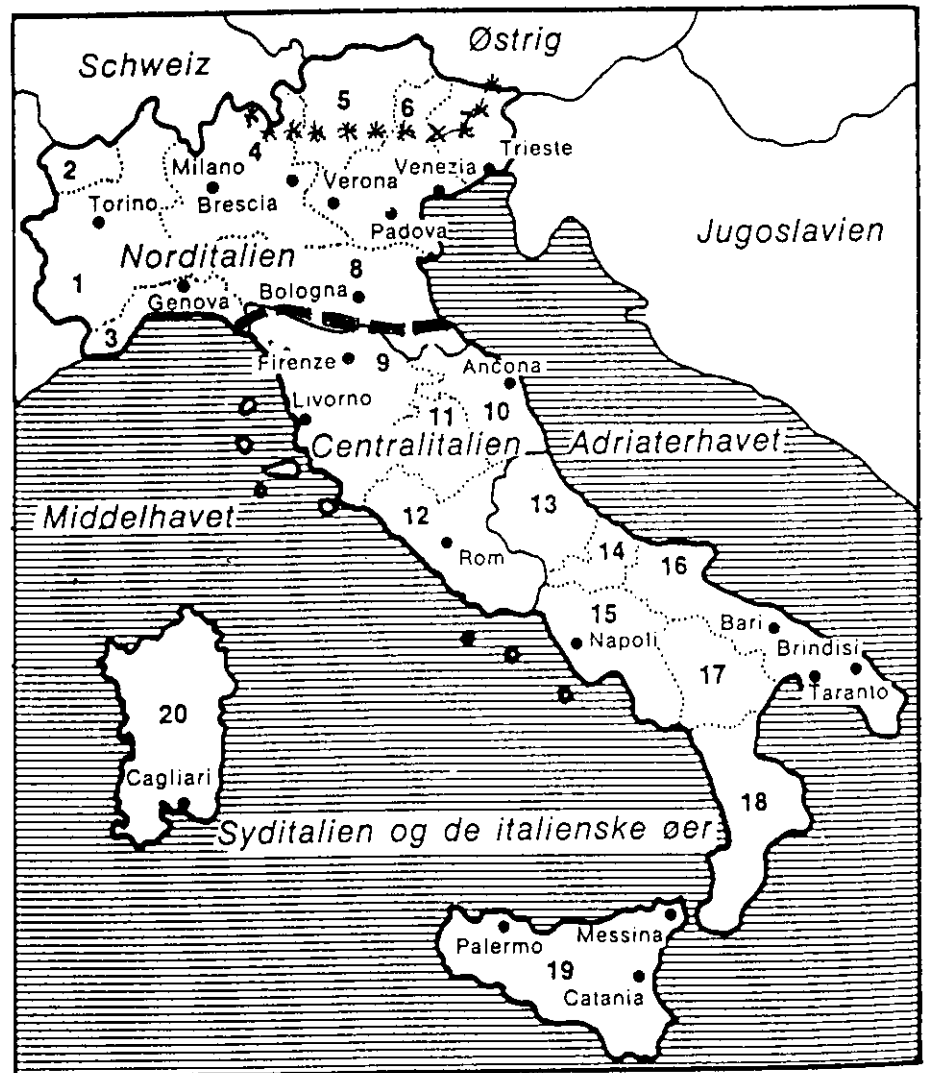 Østrig
Schweiz
5
6
4
2
Milano
Venezia
Trieste
Verona
Torino
Brescia
Padova
Jugoslavien
Norditalien
8
1
Bologna
Genova
3
Firenze
9
Ancona
Livorno
11
10
Centralitalien
Adriaterhavet
13
12
Middelhavet
Rom
14
16
15
Bari
Napoli
Brindisi
17
Taranto
20
Cagliari
18
Syditalien og de italienske øer
Messina
Palermo
19
Catania